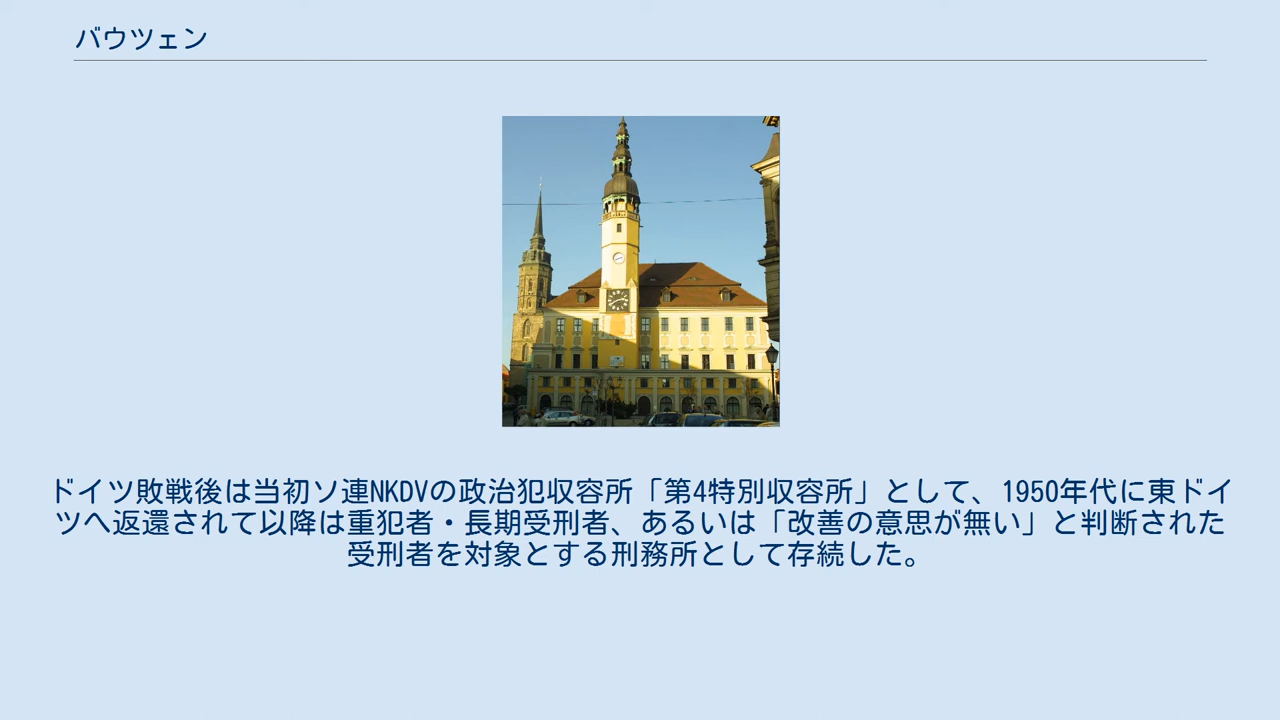 バウツェン
ドイツ敗戦後は当初ソ連NKDVの政治犯収容所「第4特別収容所」として、1950年代に東ドイ
ツへ返還されて以降は重犯者・長期受刑者、あるいは「改善の意思が無い」と判断された
受刑者を対象とする刑務所として存続した。